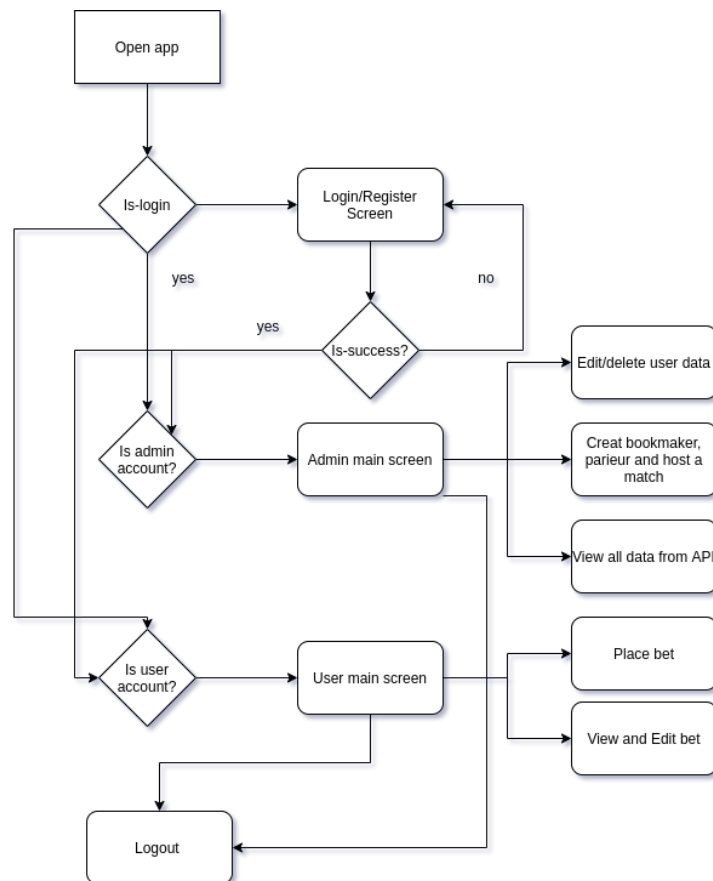 Open app
Is-login
Login/Register
Screen
yes
no
yes
Is-success?
Edit/delete user data
Is admin
account?
Admin main screen
Creat bookmaker,
parieur and host a
match
View all data from API
Is user
account?
User main screen
Place bet
View and Edit bet
Logout